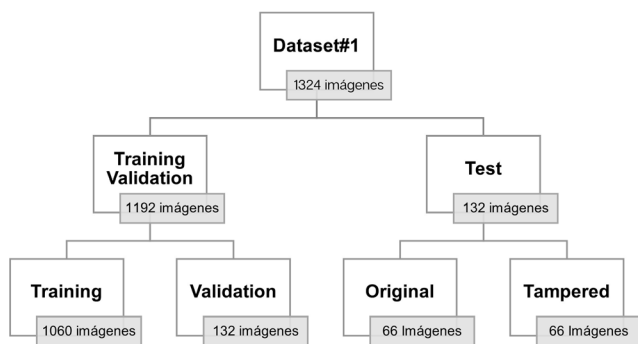 Dataset#1
1324 imágenes
Training
Validation
1192 imágenes
Test
132 imágenes
Training
1060 imágenes
Validation
132 imágenes
Original
66 Imágenes
Tampered
66 Imágenes